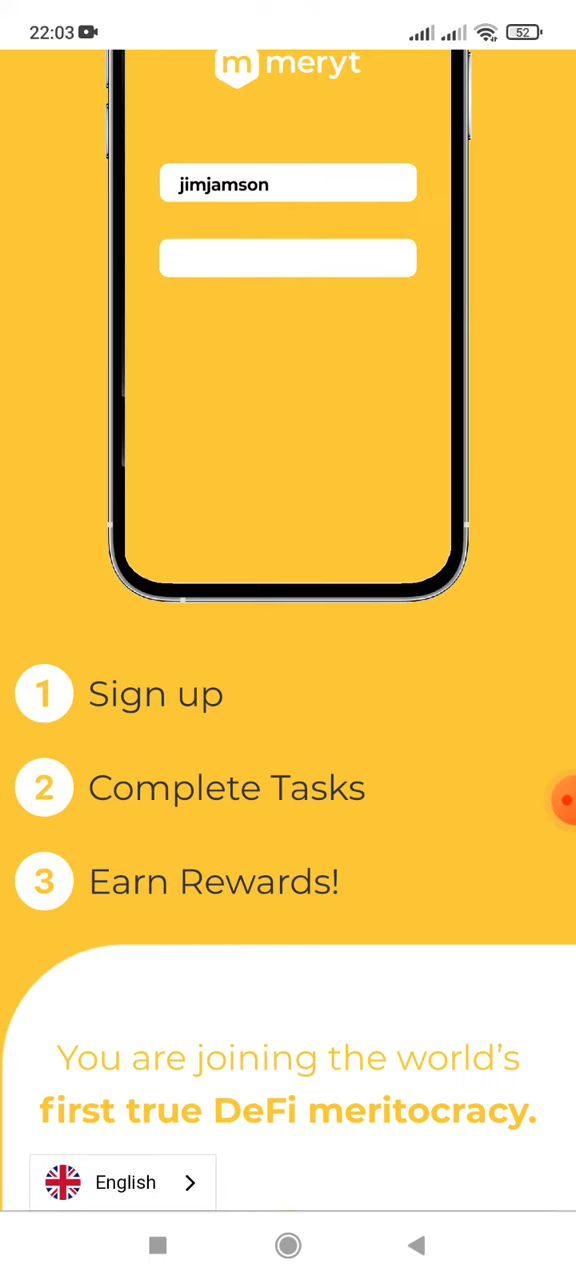 22:03
52
m meryt
jimjamson
1 Sign up
2 Complete Tasks
3 Earn Rewards!
You are joining the world's
first true DeFi meritocracy.
English